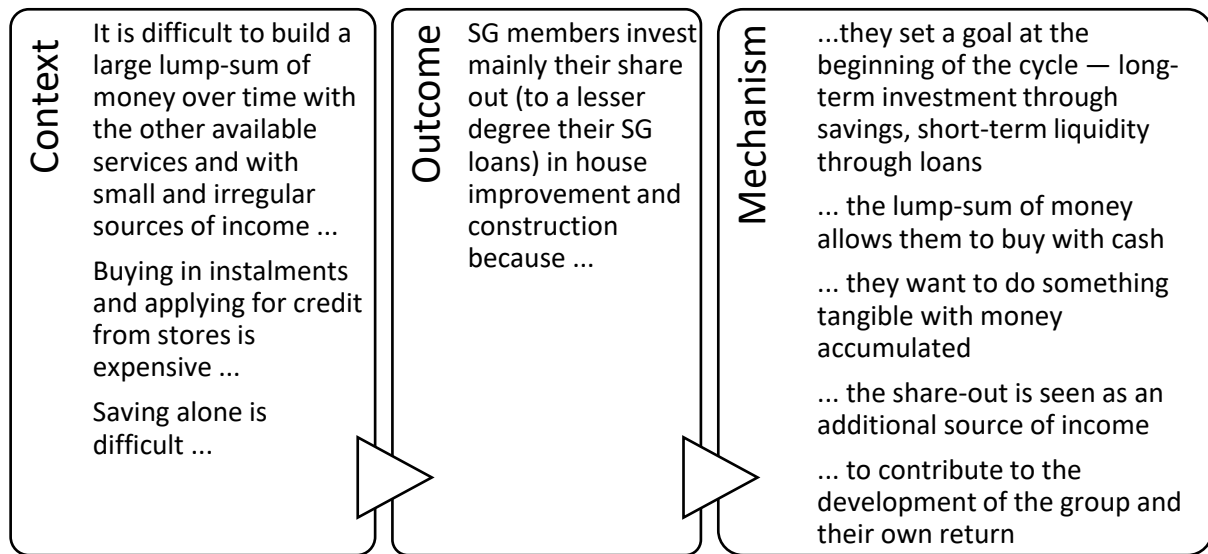 Context
It is difficult to build a
large lump-sum of
money over time with
the other available
services and with
small and irregular
sources of income ...
Buying in instalments
and applying for credit
from stores is
expensive ...
Saving alone is
difficult ...
Outcome
SG members invest
mainly their share
out (to a lesser
degree their SG
loans) in house
improvement and
construction
because ...
Mechanism
...they set a goal at the
beginning of the cycle — long-
term investment through
savings, short-term liquidity
through loans
... the lump-sum of money
allows them to buy with cash
... they want to do something
tangible with money
accumulated
... the share-out is seen as an
additional source of income
... to contribute to the
development of the group and
their own return